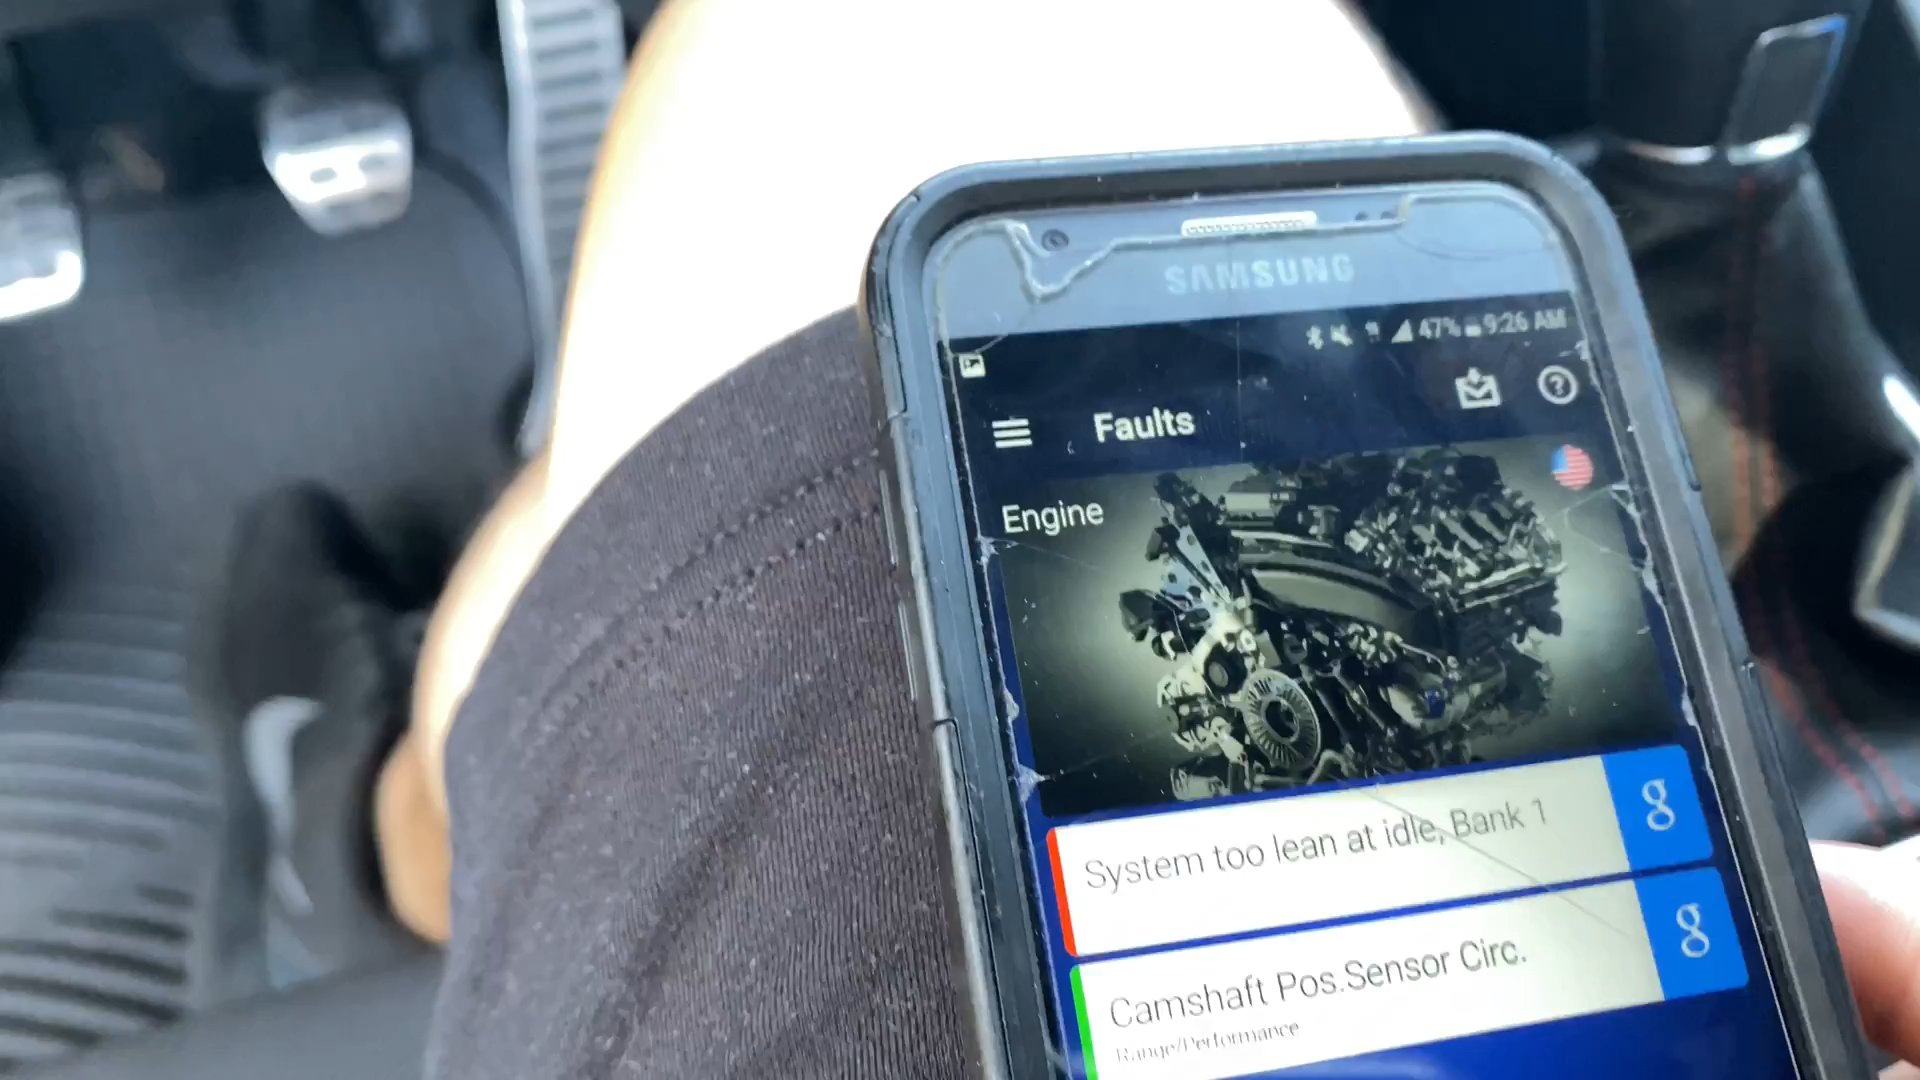 SAMSUNG
47% 9:26 AM
Faults
Engine
System too lean at idle, Bank 1
g
Camshaft Pos.Sensor Circ.
Range/Performance
g